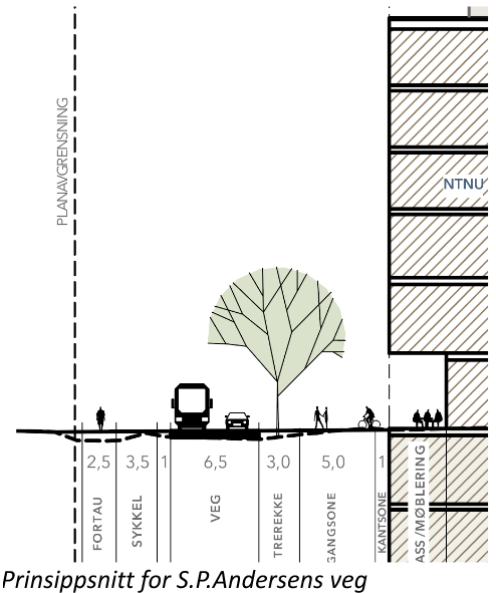 PLANAVGRENSNING
NTNU
2,5 3,5 1 6,5 3,0 5,0 1
FORTAU
SYKKEL
VEG
TREREKKE
GANGSONE
KANTSONE
ASS/MØBLERING
Prinsippsnitt for S.P.Andersens veg